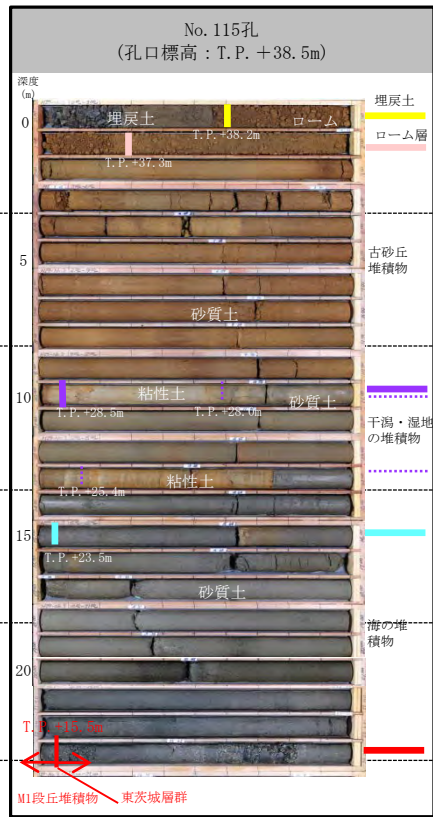 No.115孔
(孔口標高：T.P.＋38.5m)
深度
(m)
0
5
10
15
20
埋戻土
ローム
T.P.+38.2m
T.P.+37.3m
砂質土
粘性土
砂質土
T.P.+28.5m
T.P.+28.0m
粘性土
T.P.+25.4m
T.P.+23.5m
砂質土
埋戻土
ローム層
古砂丘
堆積物
干潟・湿地
の堆積物
海の堆
積物
M1段丘堆積物
東茨城層群